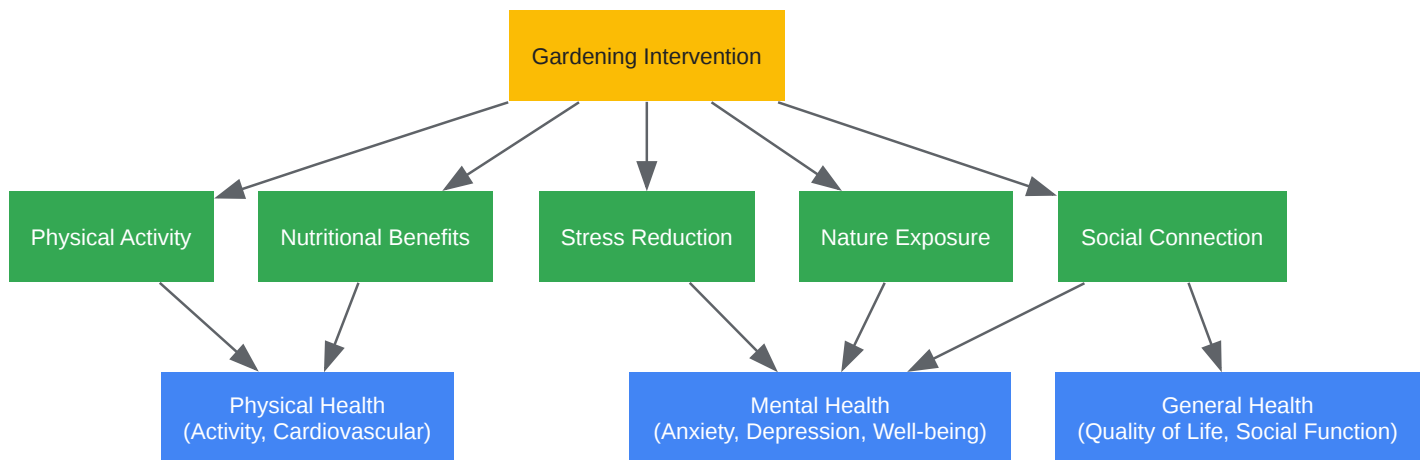 Gardening Intervention
Physical Activity
Nutritional Benefits
Stress Reduction
Nature Exposure
Social Connection
Physical Health
(Activity, Cardiovascular)
Mental Health
(Anxiety, Depression, Well-being)
General Health
(Quality of Life, Social Function)